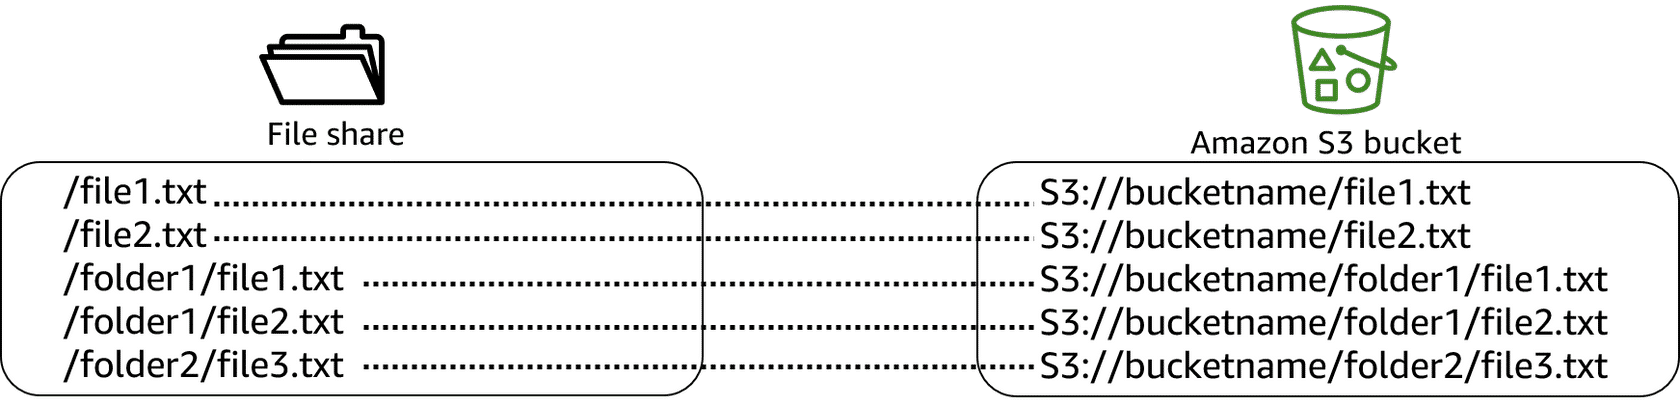 File share
Amazon S3 bucket
/file1.txt
S3://bucketname/file1.txt
/file2.txt
S3://bucketname/file2.txt
/folder1/file1.txt
S3://bucketname/folder1/file1.txt
/folder1/file2.txt
S3://bucketname/folder1/file2.txt
/folder2/file3.txt
S3://bucketname/folder2/file3.txt